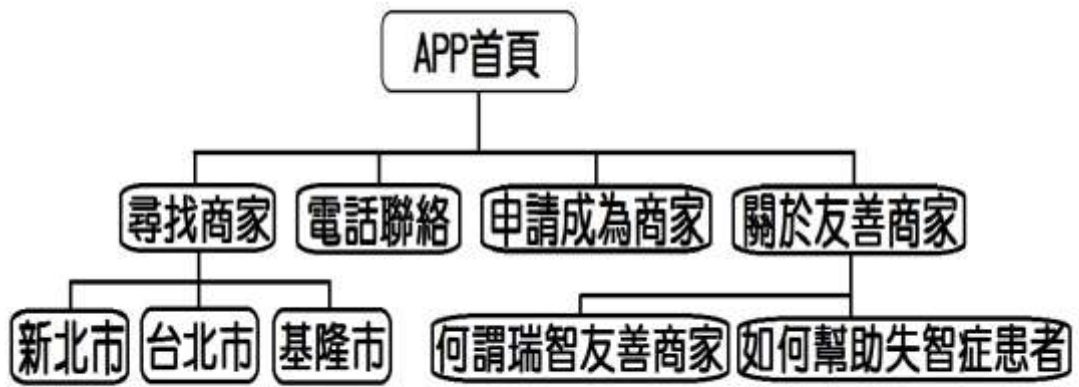 APP首頁
尋找商家
電話聯絡
申請成為商家
關於友善商家
新北市
台北市
基隆市
何謂瑞智友善商家
如何幫助失智症患者